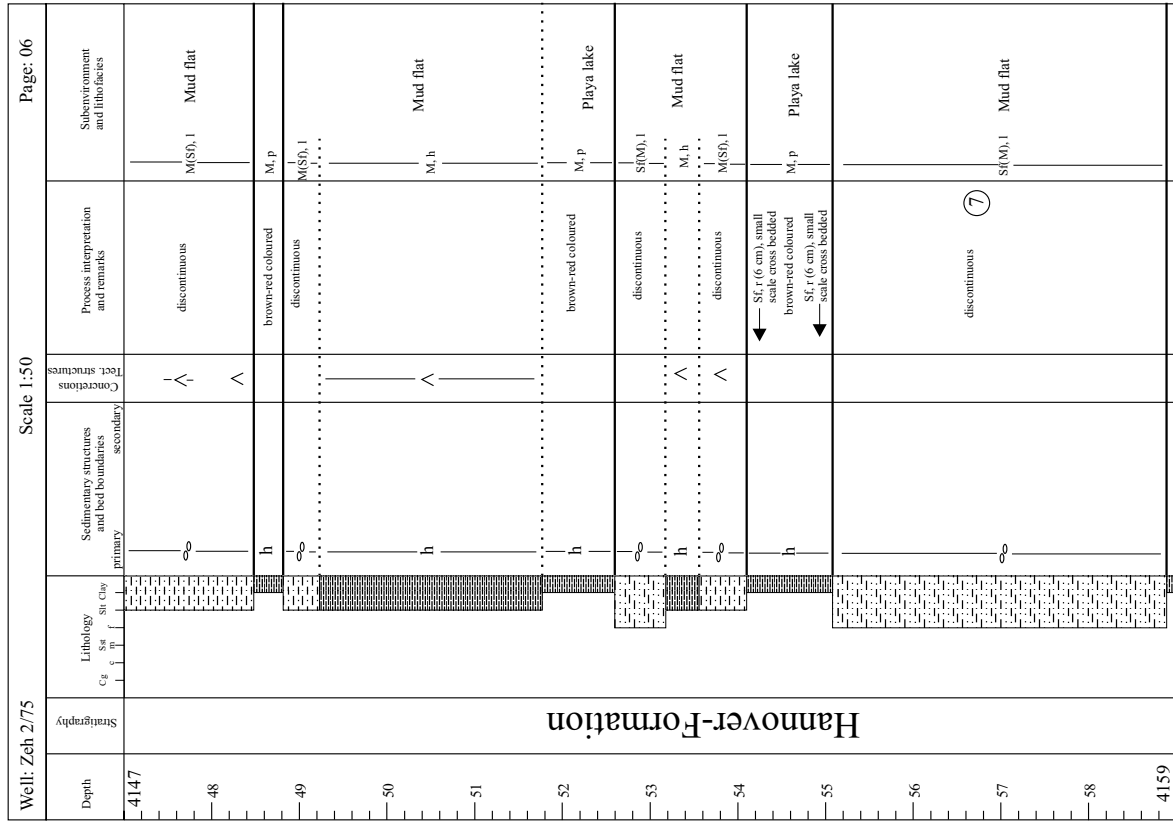 Well: Zeh 2/75
Scale 1:50
Page: 06
Depth
Stratigraphy
Lithology
Cg
c
Sst
m
f
Slt
Clay
Sedimentary structures
and bed boundaries
primary
secondary
Concretions
Tect. structures
Process interpretation
and remarks
Subenvironment
and lithofacies
4147
48
49
50
51
52
53
54
55
56
57
58
4159
Hannover-Formation
h
h
h
h
h
discontinuous
brown-red coloured
discontinuous
brown-red coloured
discontinuous
discontinuous
Sf, r (6 cm), small
scale cross bedded
brown-red coloured
Sf, r (6 cm), small
scale cross bedded
discontinuous
7
M(Sf), l
M, p
M(Sf), l
M, h
M, p
Sf(M), l
M, h
M(Sf), l
M, p
Sf(M), l
Mud flat
Mud flat
Playa lake
Mud flat
Playa lake
Mud flat